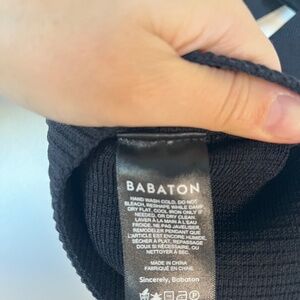 BABATON
HAND WASH COLD. DO NOT
BLEACH, RESHAPE WHILE DAMP.
DRY FLAT, COOL IRON ONLY IF
NEEDED, OR DRY CLEAN.
LAVER À LA MAIN À L'EAU
FROIDE. NE PAS JAVELISER,
REMODELER PENDANT QUE
L'ARTICLE EST ENCORE HUMIDE.
SÉCHER À PLAT, REPASSAGE
DOUX SI NÉCESSAIRE, OU
NETTOYER À SEC.
MADE IN CHINA
FABRIQUÉ EN CHINE
Sincerely, Babaton